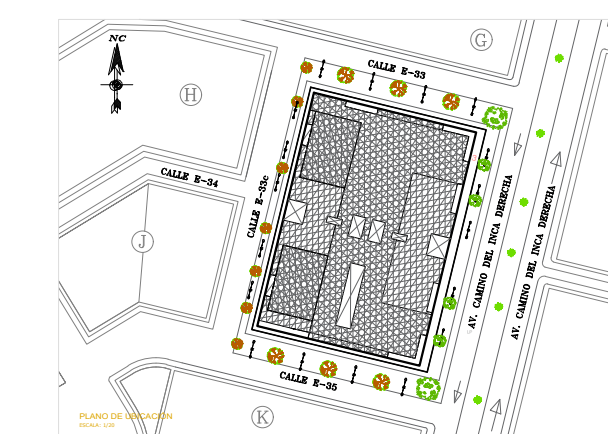 G
NC
CALLE E-33
H
CALLE E-34
CALLE E-33c
AV. CAMINO DEL INCA DERECHA
AV. CAMINO DEL INCA DERECHA
J
CALLE E-35
K
PLANO DE UBICACIÓN
ESCALA: 1/20